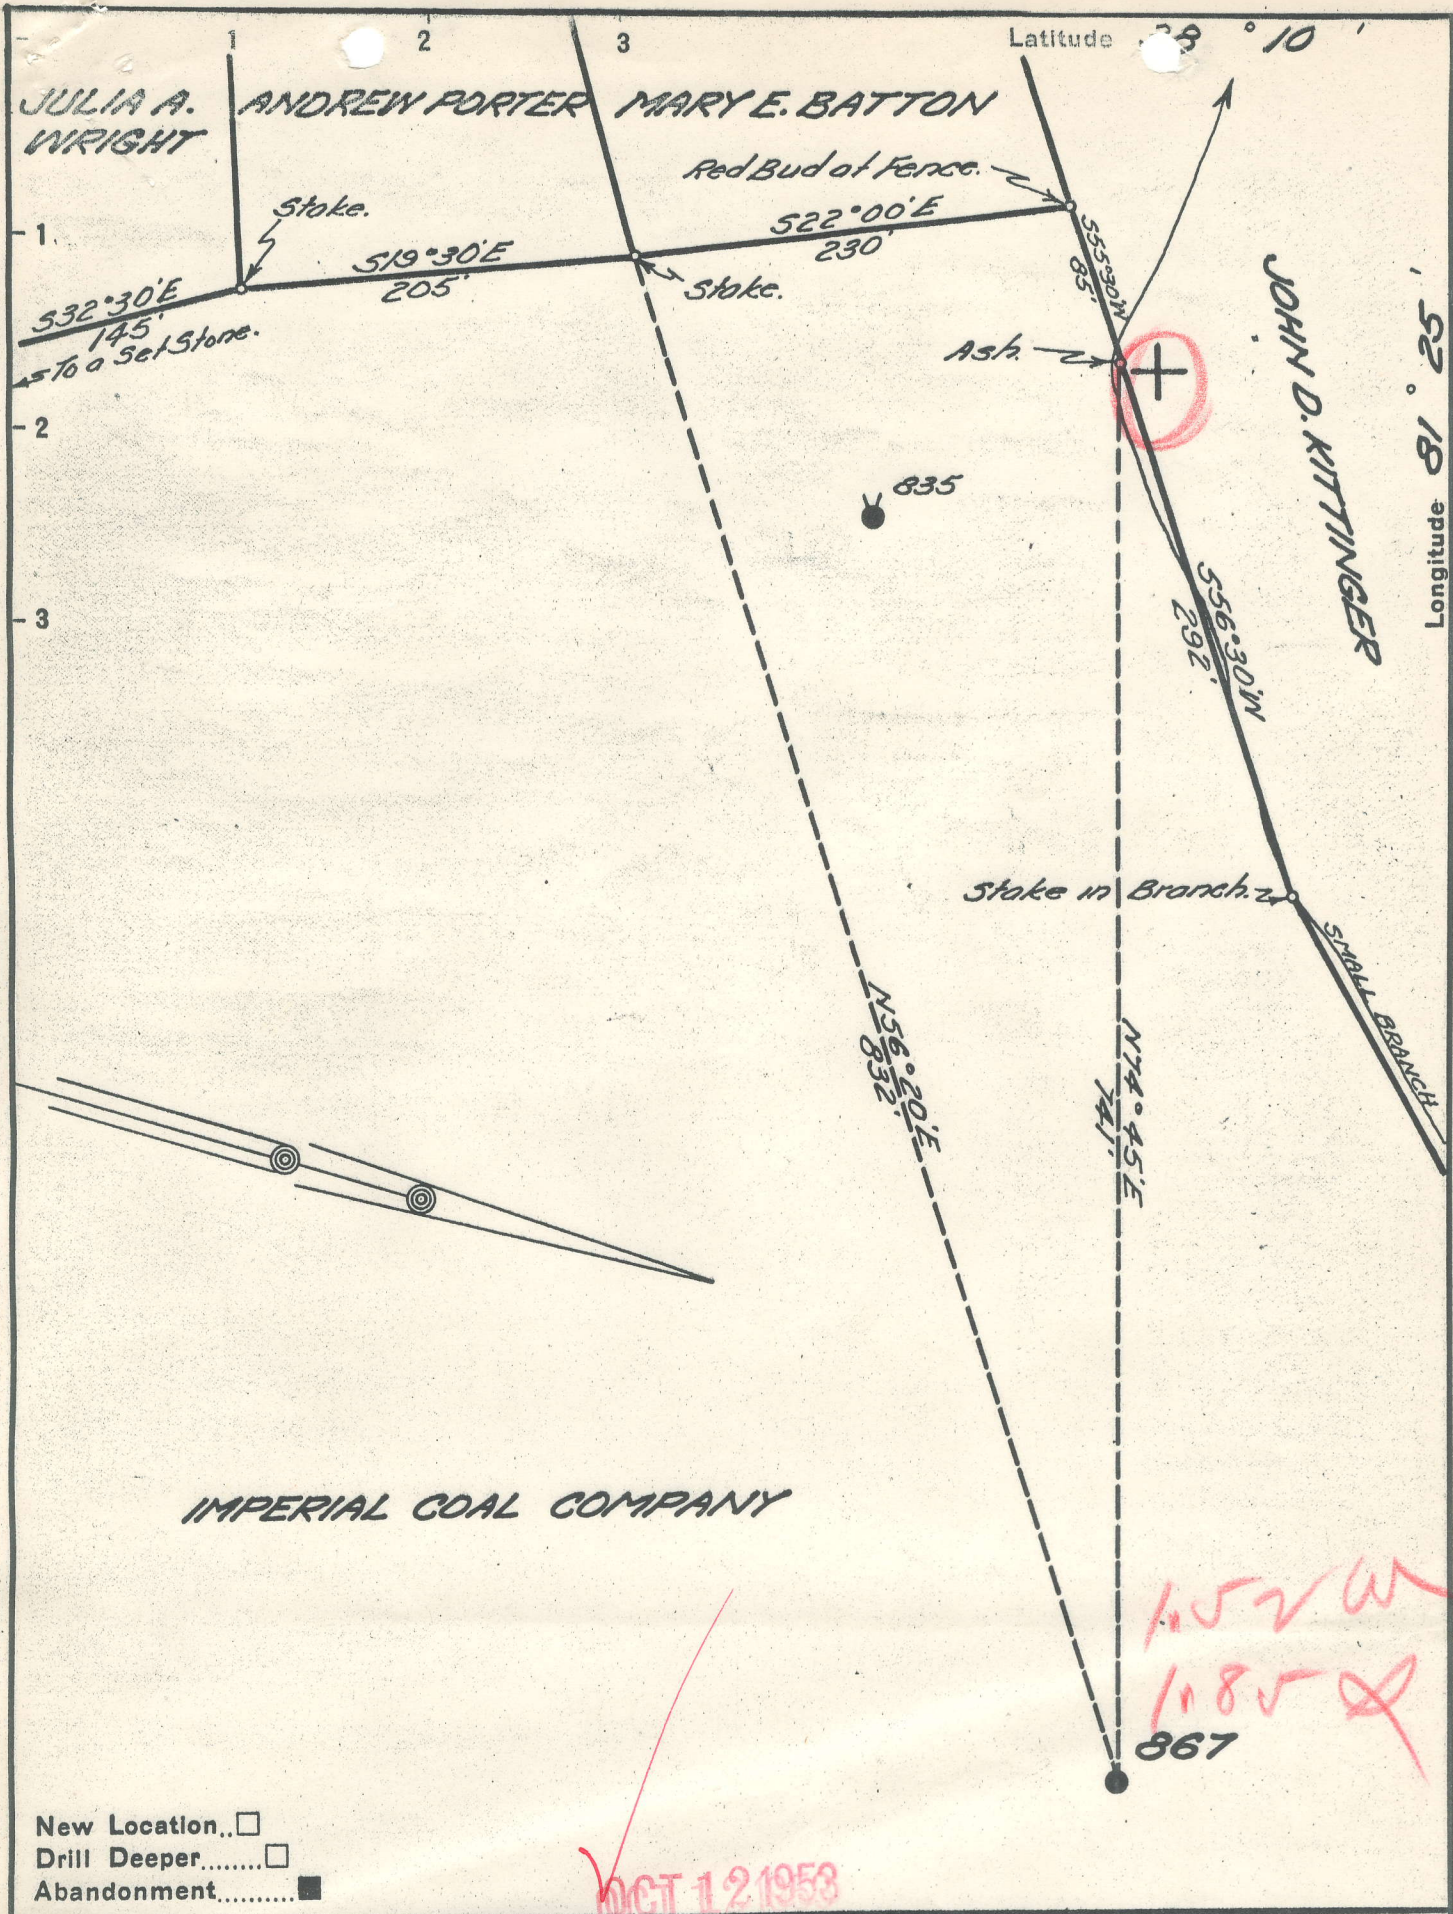 1 2 3 Latitude 38 ° 10 '
JULIA A.
WRIGHT
ANDREW PORTER
MARY E. BATTON
Red Bud at Fence.
Stake.
1
S32°30'E
145'
To a Set Stone.
S19°30'E
205'
S22°00'E
230'
Stake.
S55°30'W
85'
Ash.
JOHN D. KITTINGER
Longitude 81 ° 25 '
2
835
3
S56°30'W
292'
Stake in Branch.
SMALL BRANCH
N56°20'E
832'
N74°45'E
741'
IMPERIAL COAL COMPANY
1.52 W
867
New Location..
Drill Deeper........
Abandonment..........
OCT 12 1953